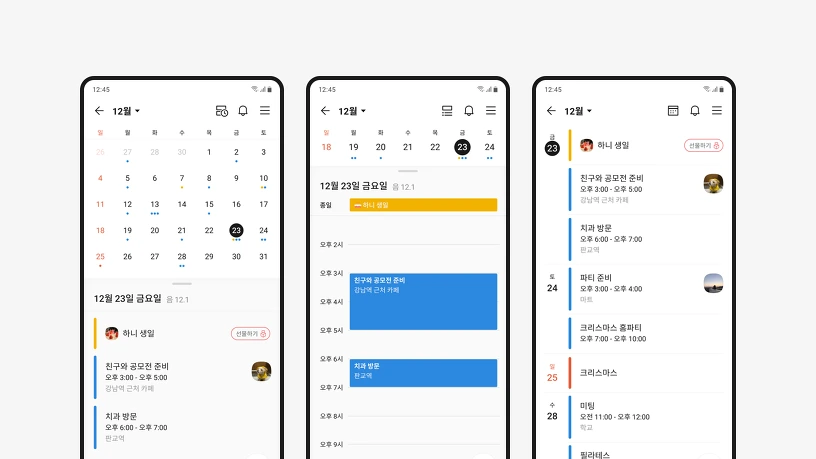 12:45
12월
일 월 화 수 목 금 토
26 27 28 30 1 2 3
4 5 6 7 8 9 10
11 12 13 14 15 16 17
18 19 20 21 22 23 24
25 26 27 28 29 30 31
12월 23일 금요일 음 12.1
하니 생일
선물하기
친구와 공모전 준비
오후 3:00 - 오후 5:00
강남역 근처 카페
치과 방문
오후 6:00 - 오후 7:00
판교역
12:45
12월
일 월 화 수 목 금 토
18 19 20 21 22 23 24
12월 23일 금요일 음 12.1
종일
하니 생일
오후 2시
오후 3시
친구와 공모전 준비
강남역 근처 카페
오후 4시
오후 5시
오후 6시
치과 방문
판교역
오후 7시
오후 8시
오후 9시
12:45
12월
금
23
하니 생일
선물하기
친구와 공모전 준비
오후 3:00 - 오후 5:00
강남역 근처 카페
치과 방문
오후 6:00 - 오후 7:00
판교역
토
24
파티 준비
오후 3:00 - 오후 4:00
마트
크리스마스 홈파티
오후 7:00 - 오후 10:00
일
25
크리스마스
수
28
미팅
오전 11:00 - 오후 12:00
학교
필라테스